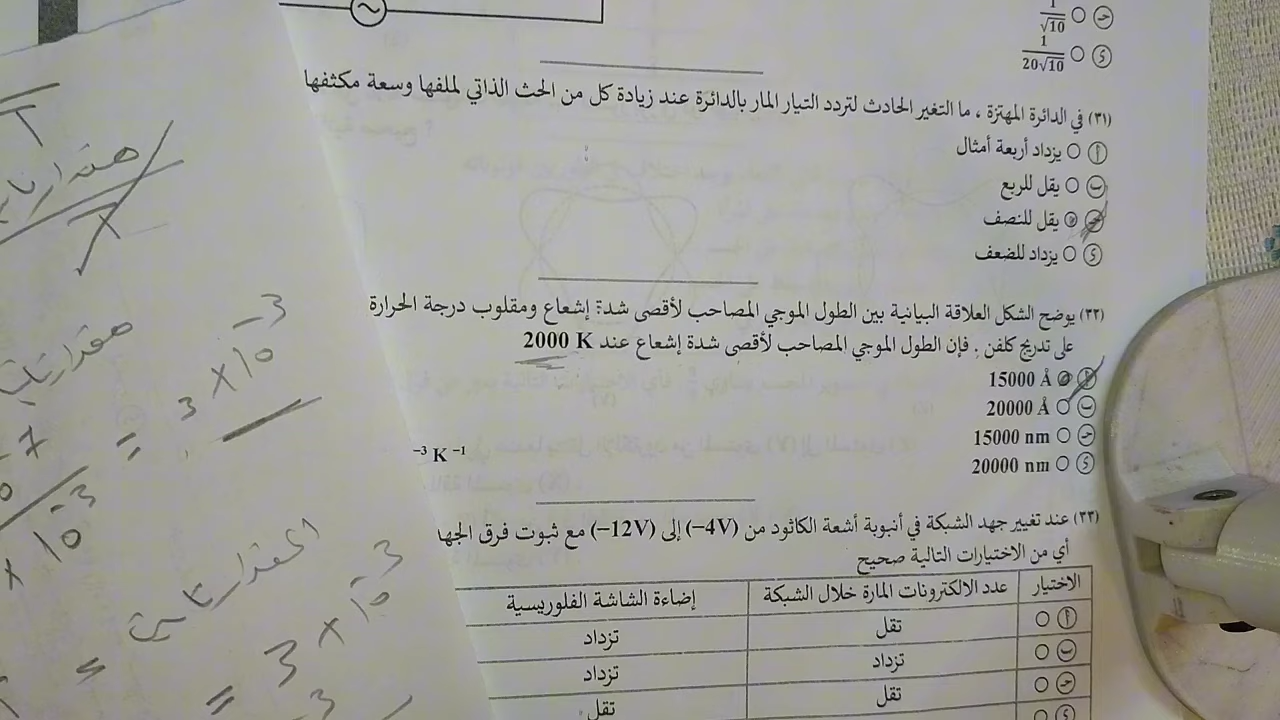 ج ○ 1/√10
د ○ 1/20√10
(٣١) في الدائرة المهتزة ، ما التغير الحادث لتردد التيار المار بالدائرة عند زيادة كل من الحث الذاتي لملفها وسعة مكثفها
أ ○ يزداد أربعة أمثال
ب ○ يقل للربع
ج ○ يقل للنصف
د ○ يزداد للضعف
(٣٢) يوضح الشكل العلاقة البيانية بين الطول الموجي المصاحب لأقصى شدة إشعاع ومقلوب درجة الحرارة
على تدريج كلفن . فإن الطول الموجي المصاحب لأقصى شدة إشعاع عند 2000 K
أ ○ 15000 Å
ب ○ 20000 Å
ج ○ 15000 nm
د ○ 20000 nm
−3 K −1
(٣٣) عند تغيير جهد الشبكة في أنبوبة أشعة الكاثود من (−4V) إلى (−12V) مع ثبوت فرق الجهد
أي من الاختيارات التالية صحيح
الاختيار عدد الالكترونات المارة خلال الشبكة إضاءة الشاشة الفلوريسية
أ ○ تقل تزداد
ب ○ تزداد تزداد
ج ○ تقل تقل
د ○
= 3 × 10 −3
× 10 −3
= 3 × 10 −3